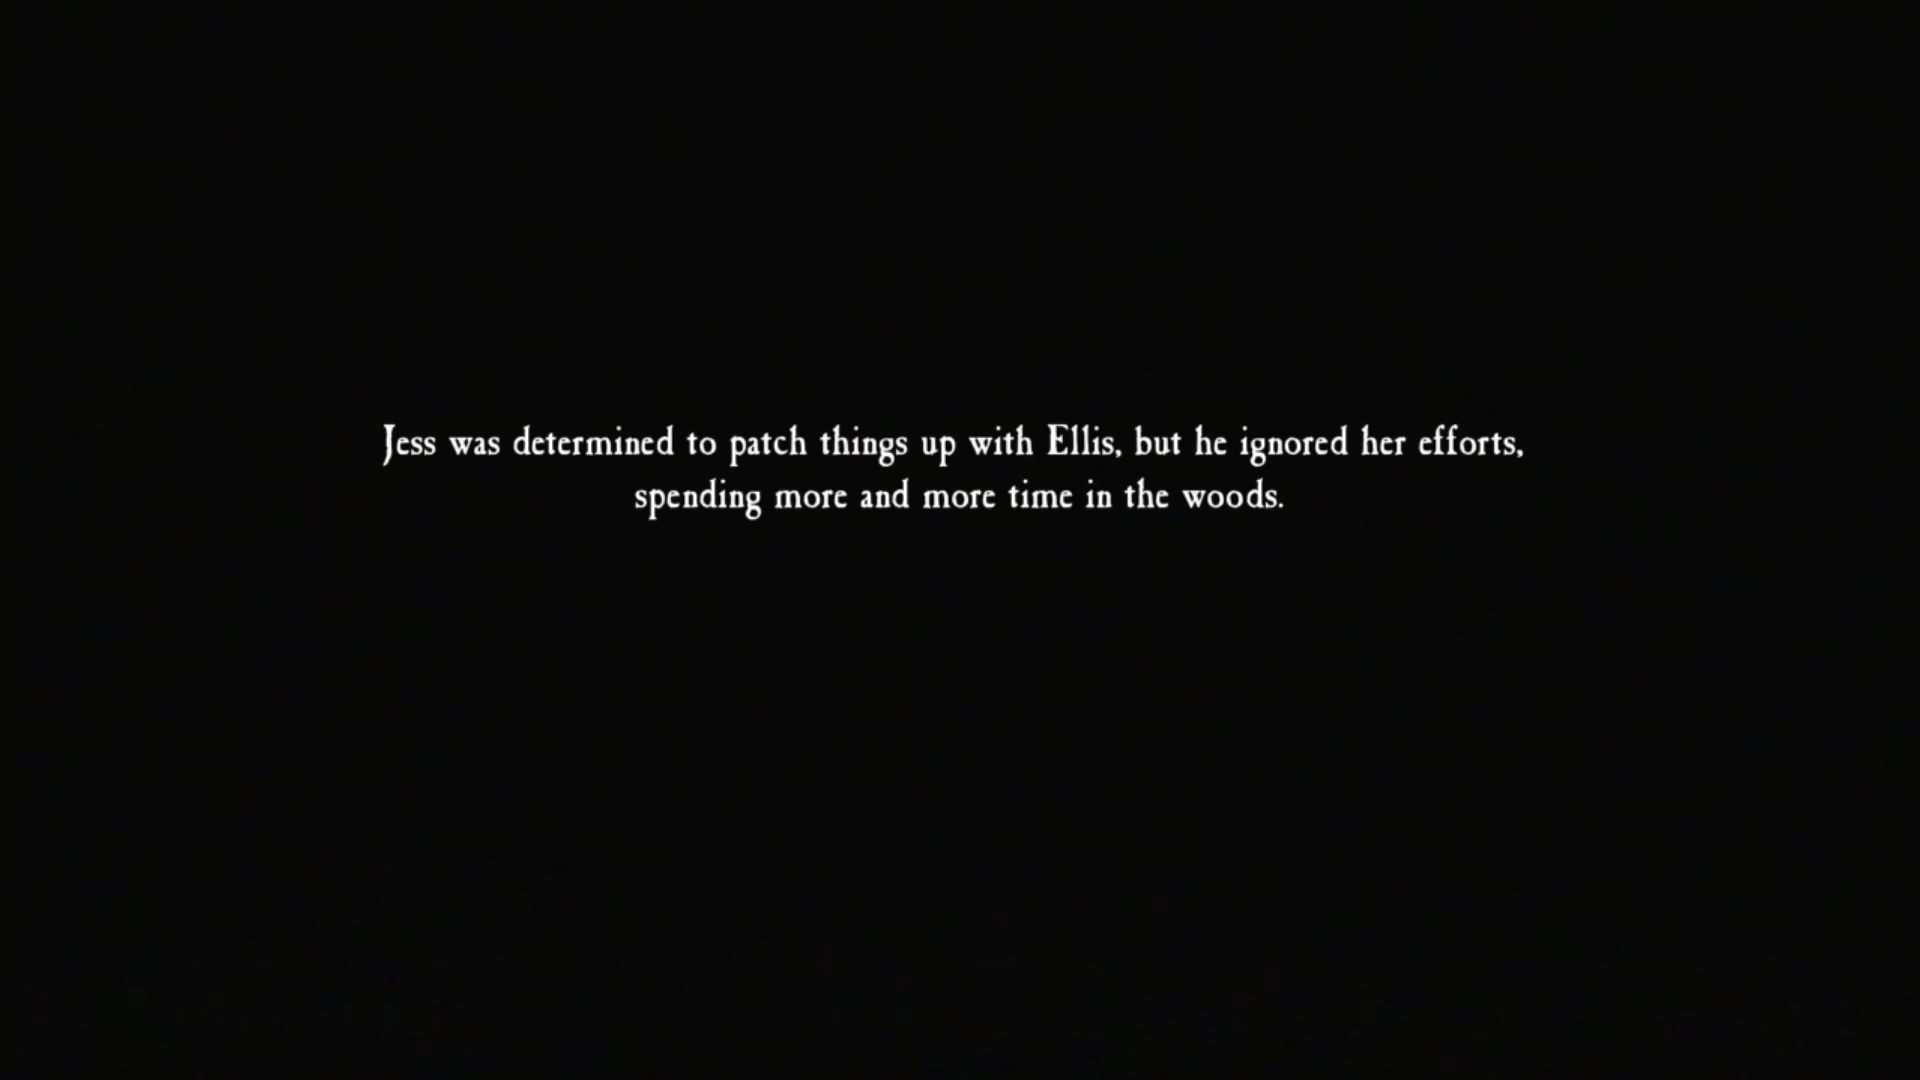 Jess was determined to patch things up with Ellis, but he ignored her efforts,
spending more and more time in the woods.